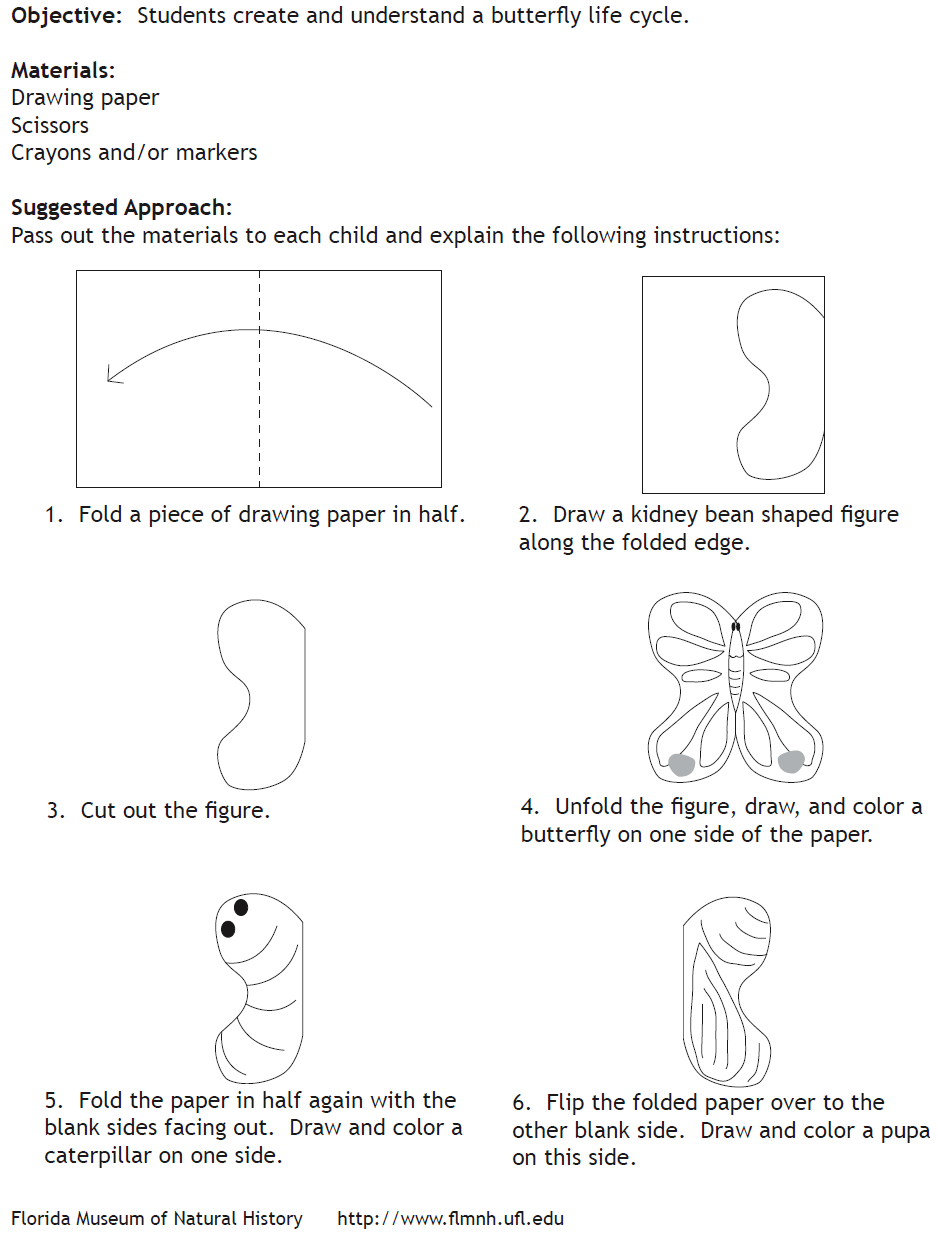 Objective: Students create and understand a butterfly life cycle.
Materials:
Drawing paper
Scissors
Crayons and/or markers
Suggested Approach:
Pass out the materials to each child and explain the following instructions:
1. Fold a piece of drawing paper in half.
2. Draw a kidney bean shaped figure
along the folded edge.
3. Cut out the figure.
4. Unfold the figure, draw, and color a
butterfly on one side of the paper.
5. Fold the paper in half again with the
blank sides facing out. Draw and color a
caterpillar on one side.
6. Flip the folded paper over to the
other blank side. Draw and color a pupa
on this side.
Florida Museum of Natural History http://www.flmnh.ufl.edu